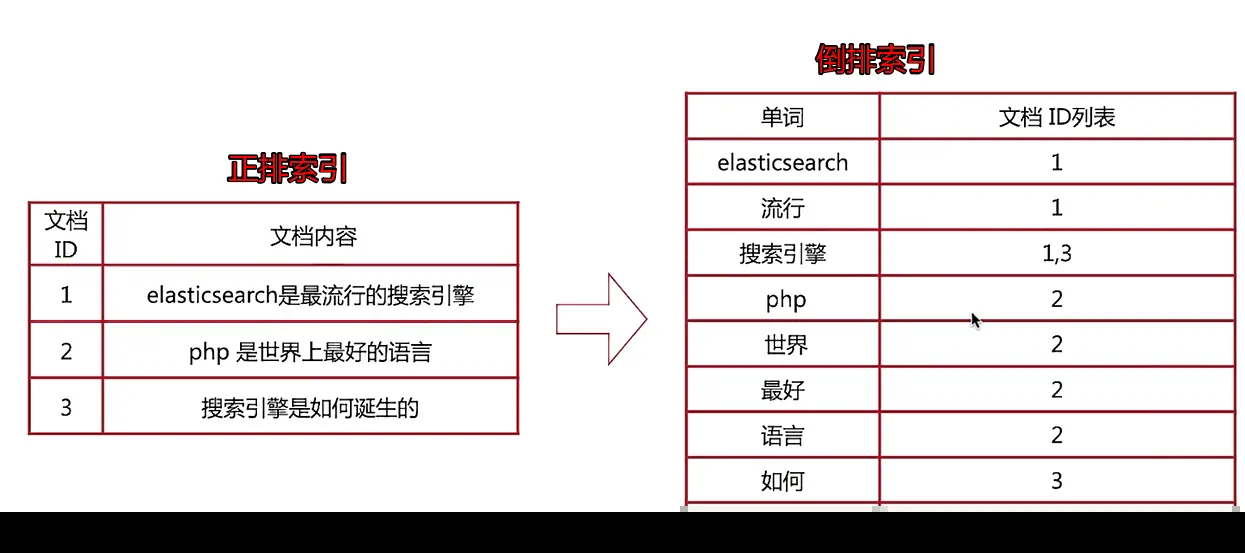 正排索引
文档 ID 文档内容
1 elasticsearch是最流行的搜索引擎
2 php 是世界上最好的语言
3 搜索引擎是如何诞生的
倒排索引
单词 文档 ID列表
elasticsearch 1
流行 1
搜索引擎 1,3
php 2
世界 2
最好 2
语言 2
如何 3